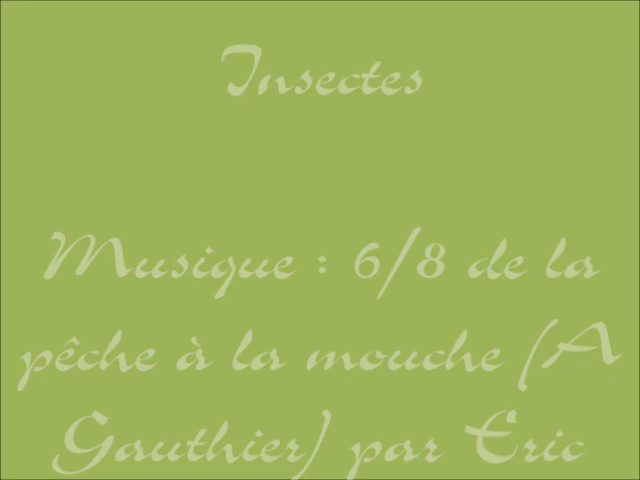 Insectes
Musique : 6/8 de la
pêche à la mouche (A
Gauthier) par Eric